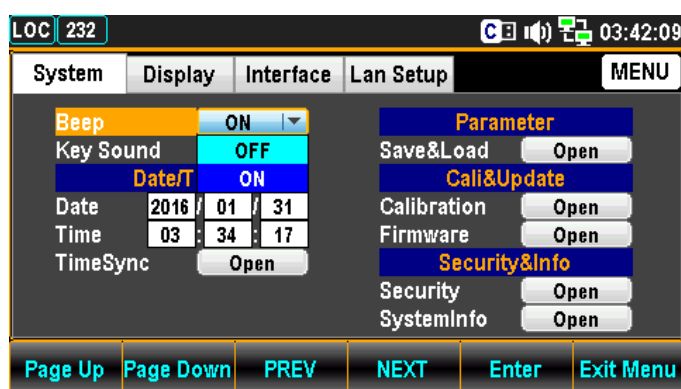 LOC 232 C 03:42:09
System Display Interface Lan Setup MENU
Beep ON
Key Sound OFF
Date/T ON
Date 2016 / 01 / 31
Time 03 : 34 : 17
TimeSync Open
Parameter
Save&Load Open
Cali&Update
Calibration Open
Firmware Open
Security&Info
Security Open
SystemInfo Open
Page Up Page Down PREV NEXT Enter Exit Menu